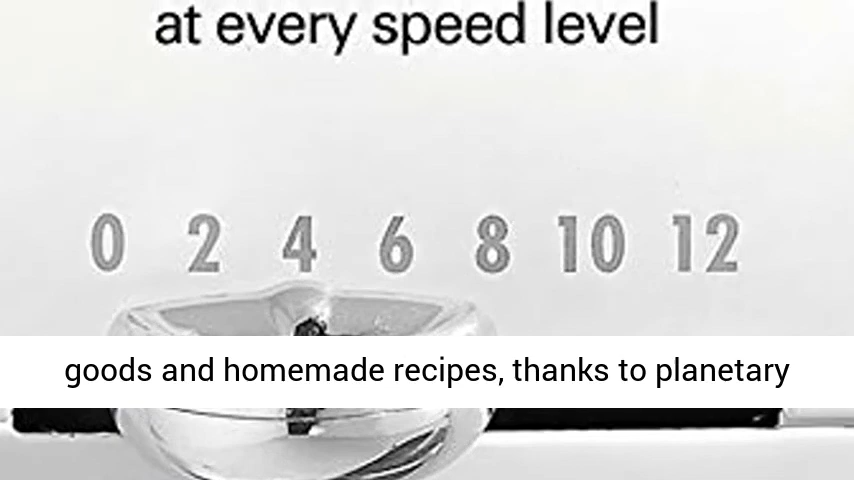 at every speed level
0 2 4 6 8 10 12
goods and homemade recipes, thanks to planetary